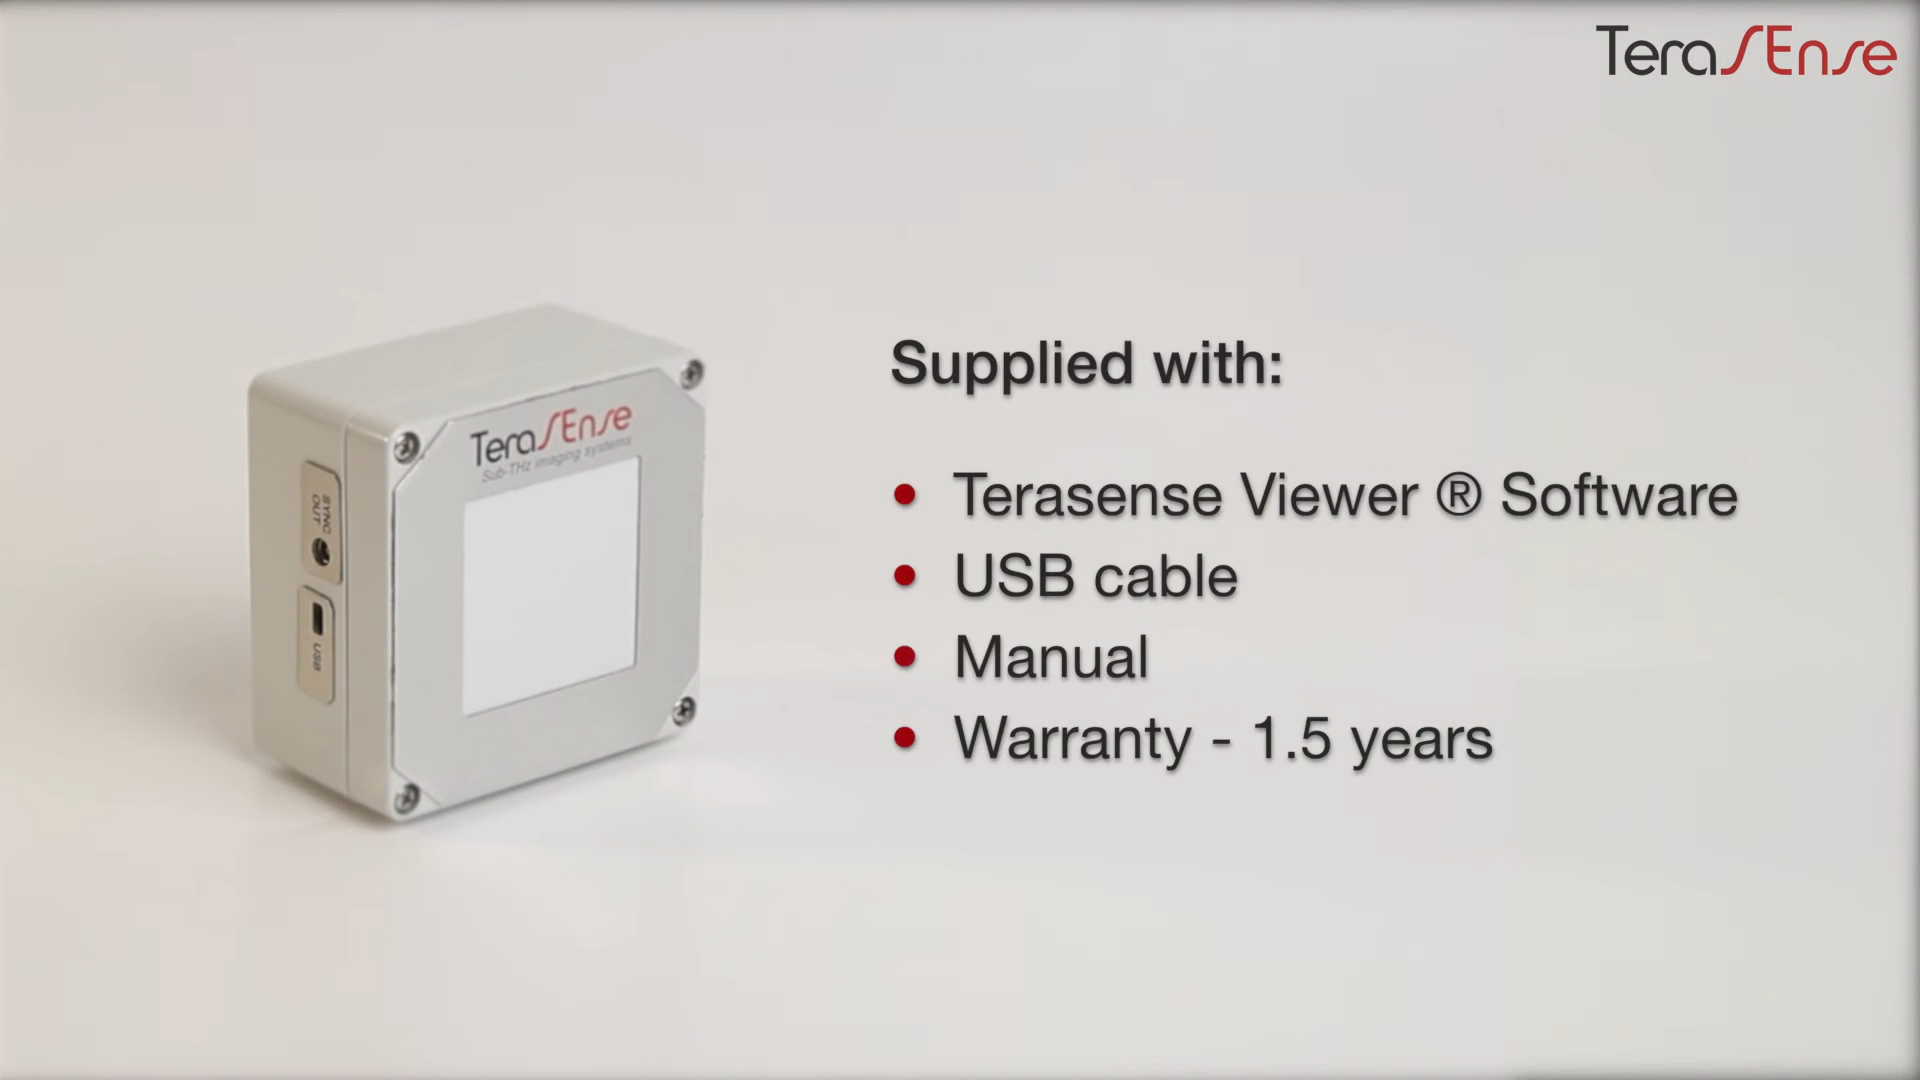 TeraSEnse
TeraSEnse
Sub-THz imaging systems
SYNC
OUT
USB
Supplied with:
• Terasense Viewer ® Software
• USB cable
• Manual
• Warranty - 1.5 years